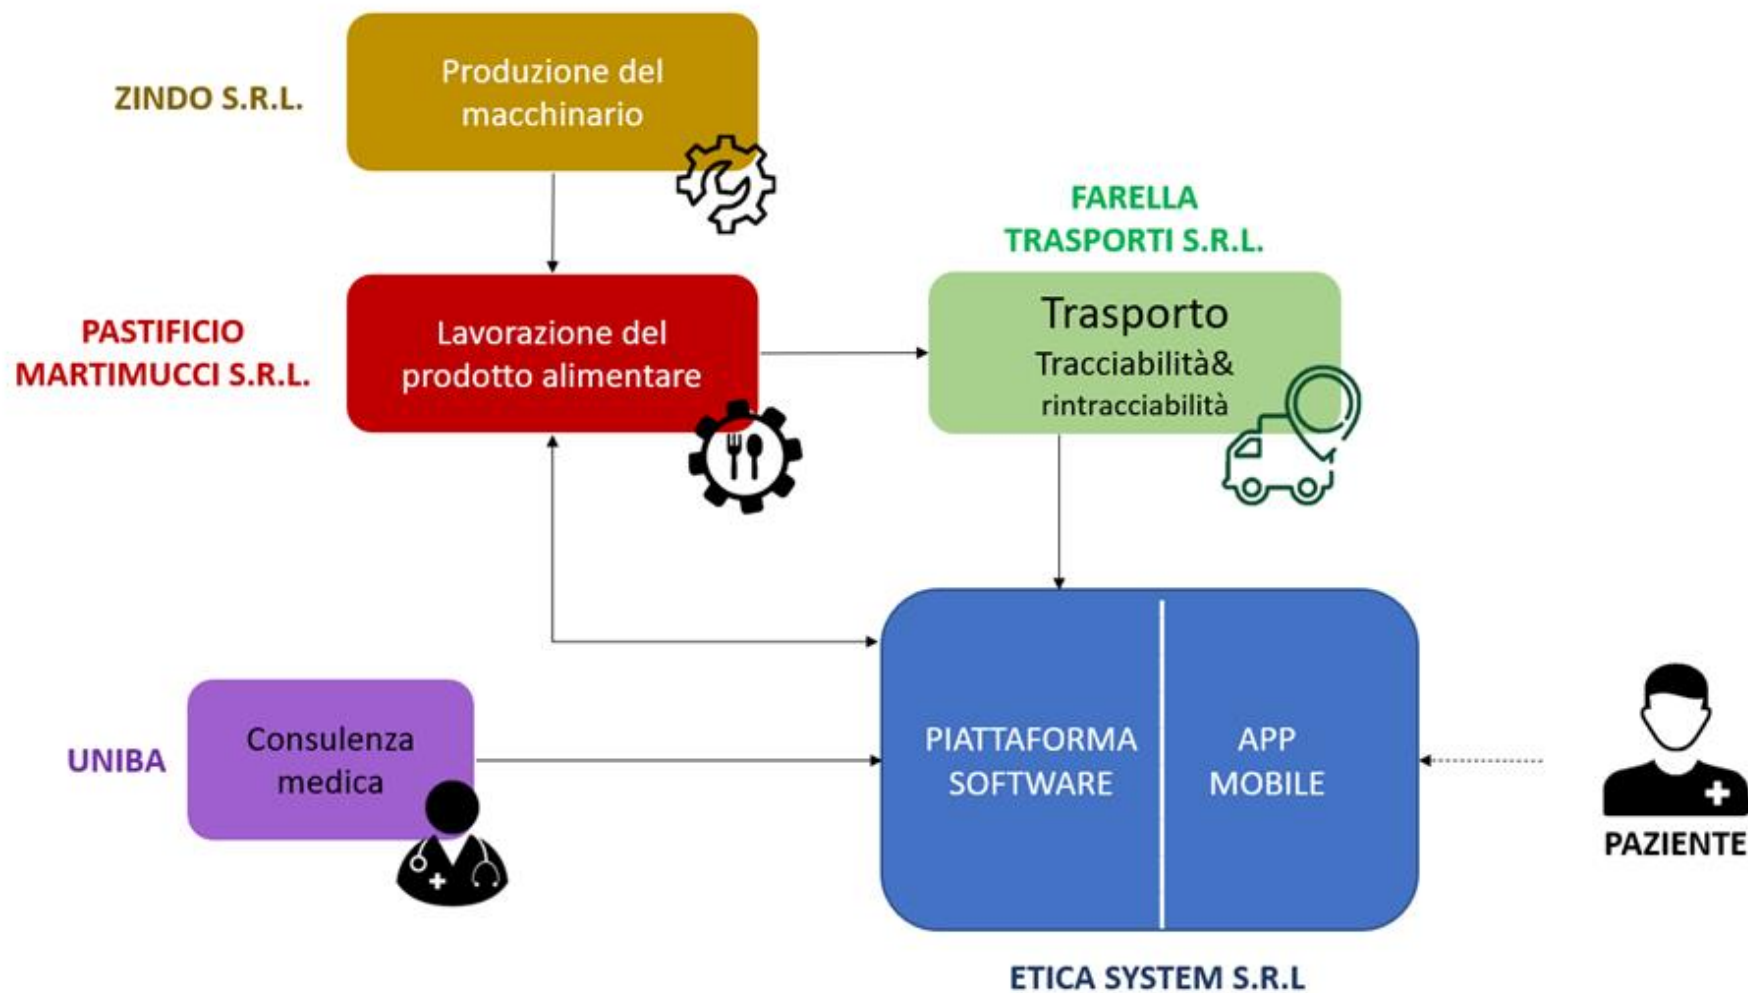 ZINDO S.R.L.
Produzione del
macchinario
FARELLA
TRASPORTI S.R.L.
PASTIFICIO
MARTIMUCCI S.R.L.
Lavorazione del
prodotto alimentare
Trasporto
Tracciabilità&
rintracciabilità
UNIBA
Consulenza
medica
PIATTAFORMA
SOFTWARE
APP
MOBILE
PAZIENTE
ETICA SYSTEM S.R.L